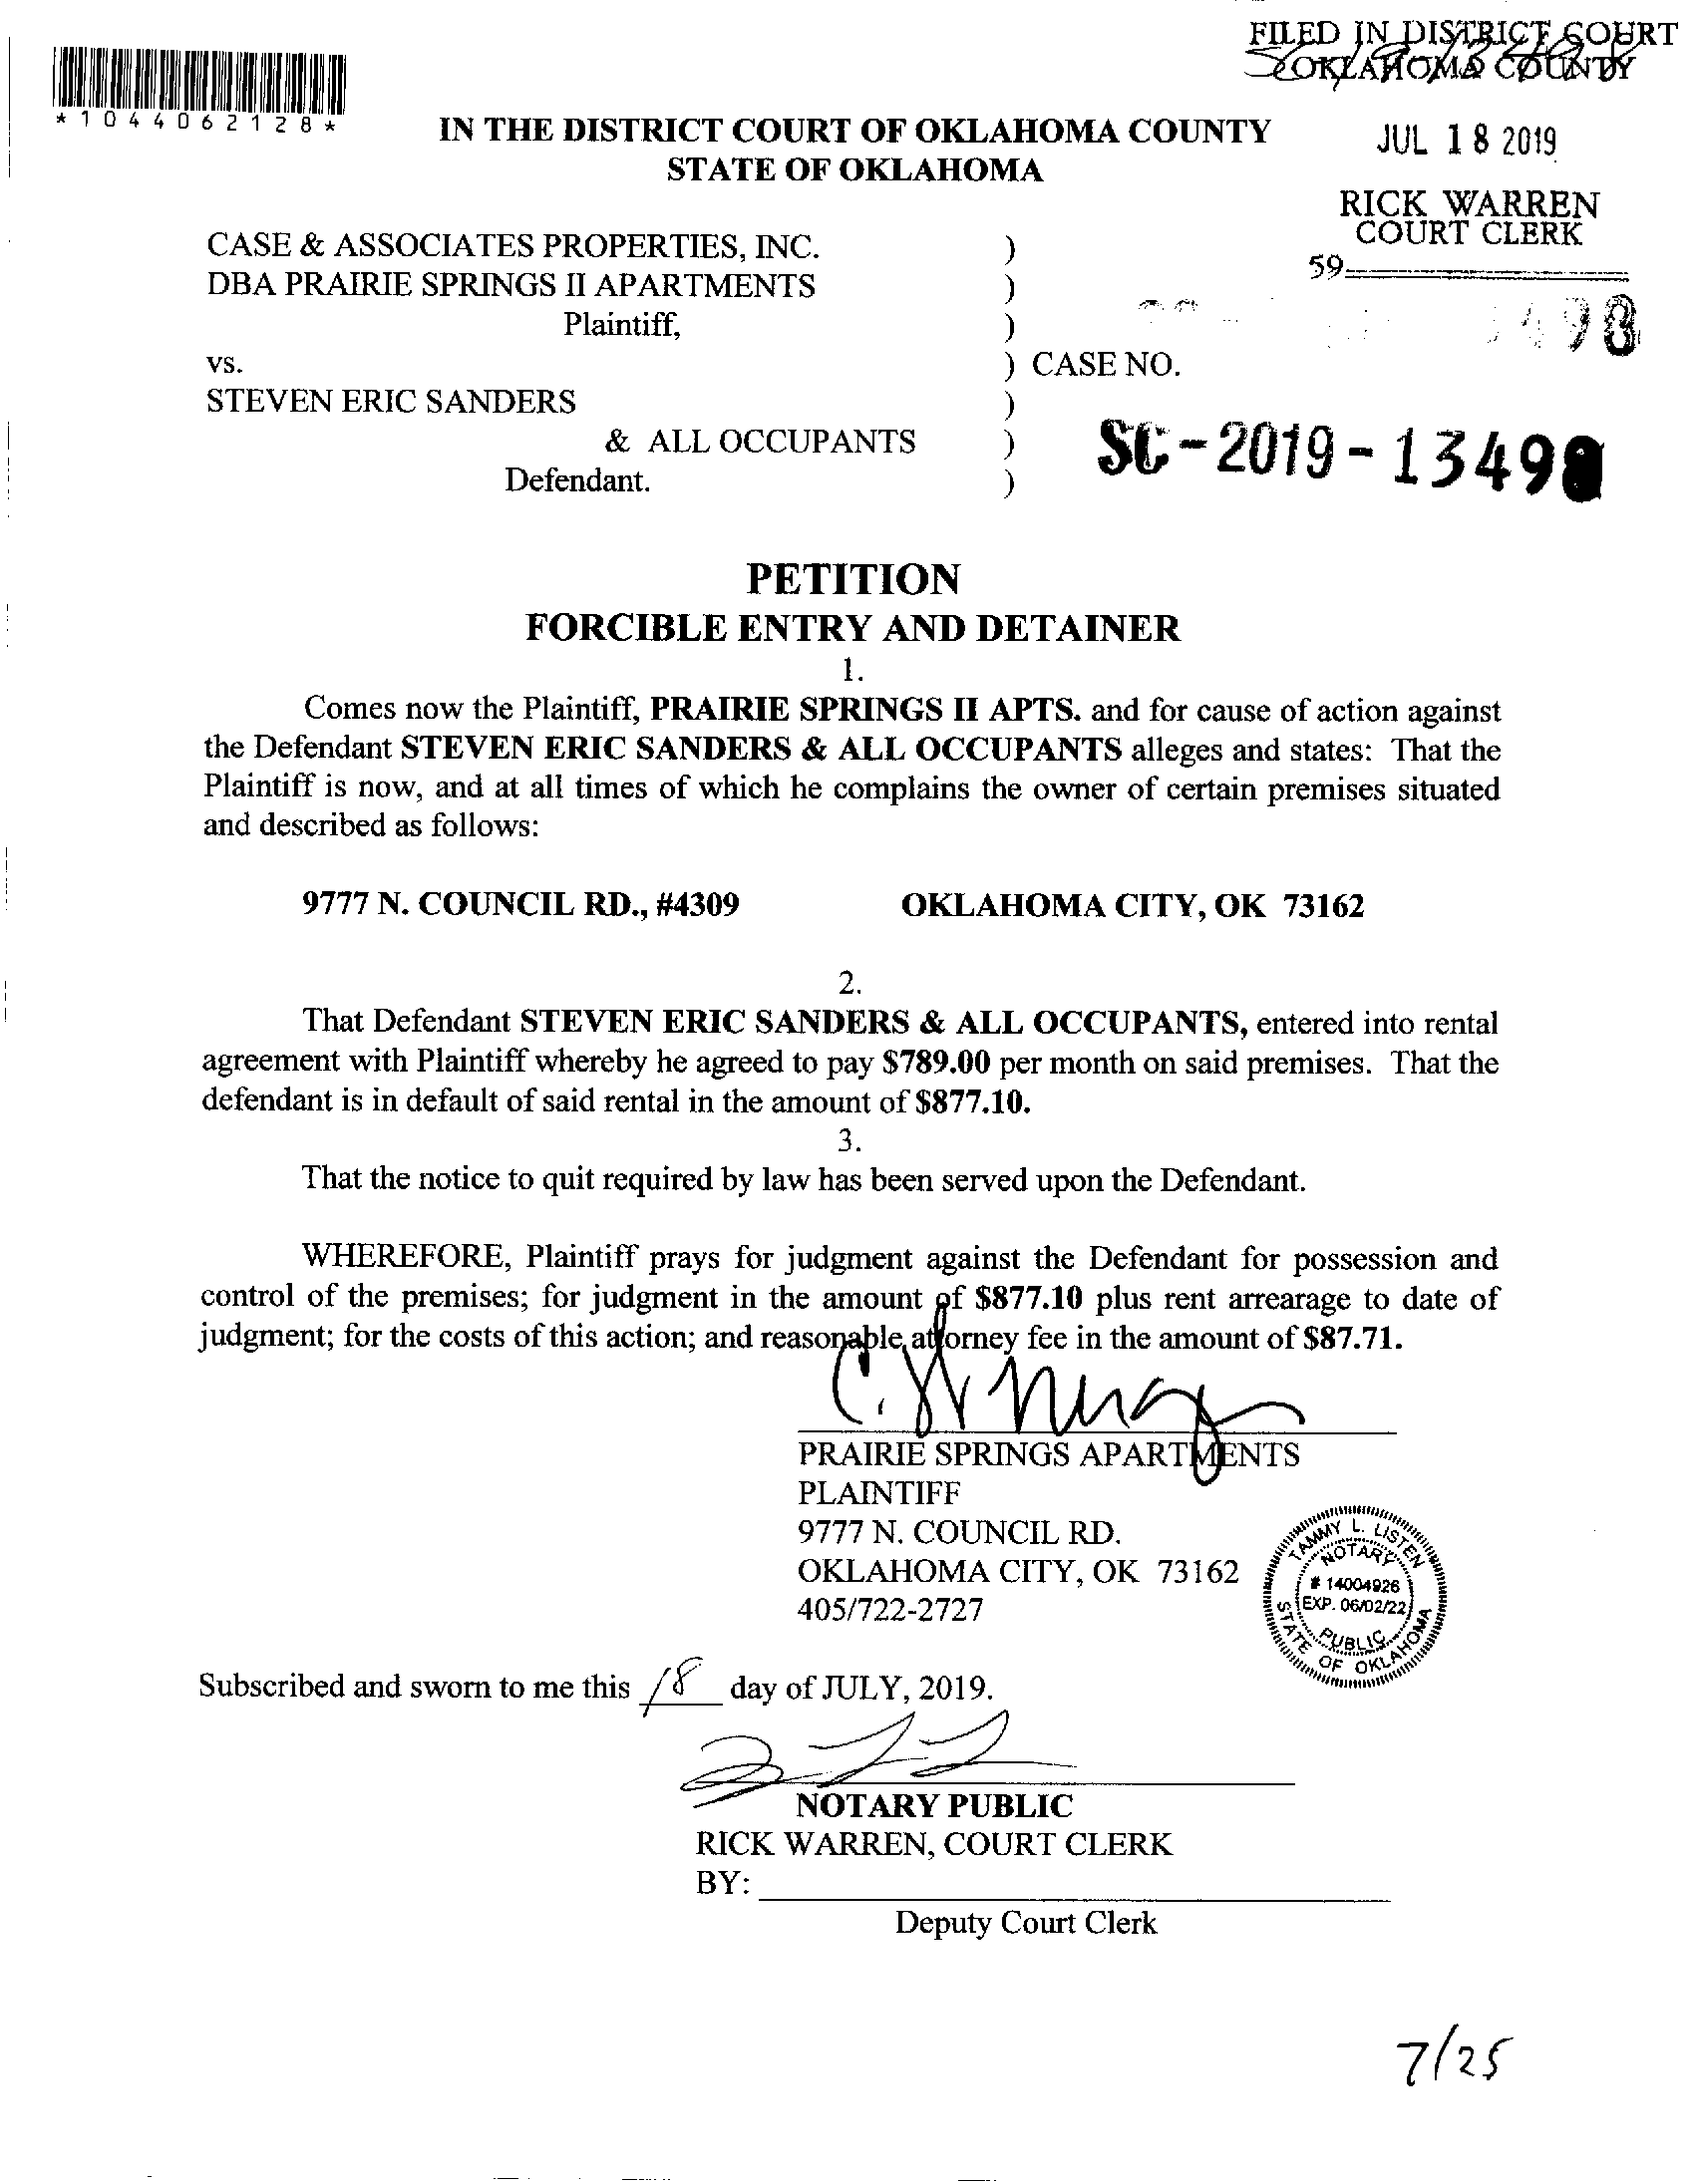 FILED IN DISTRICT COURT
OKLAHOMA COUNTY
*1044062128*
IN THE DISTRICT COURT OF OKLAHOMA COUNTY
STATE OF OKLAHOMA
JUL 18 2019
RICK WARREN
COURT CLERK
59
CASE & ASSOCIATES PROPERTIES, INC. )
DBA PRAIRIE SPRINGS II APARTMENTS )
Plaintiff, )
vs. ) CASE NO.
STEVEN ERIC SANDERS )
& ALL OCCUPANTS )
Defendant. )
SC-2019-13498
PETITION
FORCIBLE ENTRY AND DETAINER
1.
Comes now the Plaintiff, PRAIRIE SPRINGS II APTS. and for cause of action against
the Defendant STEVEN ERIC SANDERS & ALL OCCUPANTS alleges and states: That the
Plaintiff is now, and at all times of which he complains the owner of certain premises situated
and described as follows:
9777 N. COUNCIL RD., #4309 OKLAHOMA CITY, OK 73162
2.
That Defendant STEVEN ERIC SANDERS & ALL OCCUPANTS, entered into rental
agreement with Plaintiff whereby he agreed to pay $789.00 per month on said premises. That the
defendant is in default of said rental in the amount of $877.10.
3.
That the notice to quit required by law has been served upon the Defendant.
WHEREFORE, Plaintiff prays for judgment against the Defendant for possession and
control of the premises; for judgment in the amount of $877.10 plus rent arrearage to date of
judgment; for the costs of this action; and reasonable attorney fee in the amount of $87.71.
PRAIRIE SPRINGS APARTMENTS
PLAINTIFF
9777 N. COUNCIL RD.
OKLAHOMA CITY, OK 73162
405/722-2727
TAMMY L. LISTEN
NOTARY
# 14004926
EXP. 06/02/22
PUBLIC
STATE OF OKLAHOMA
Subscribed and sworn to me this 18 day of JULY, 2019.
NOTARY PUBLIC
RICK WARREN, COURT CLERK
BY:
Deputy Court Clerk
7/25